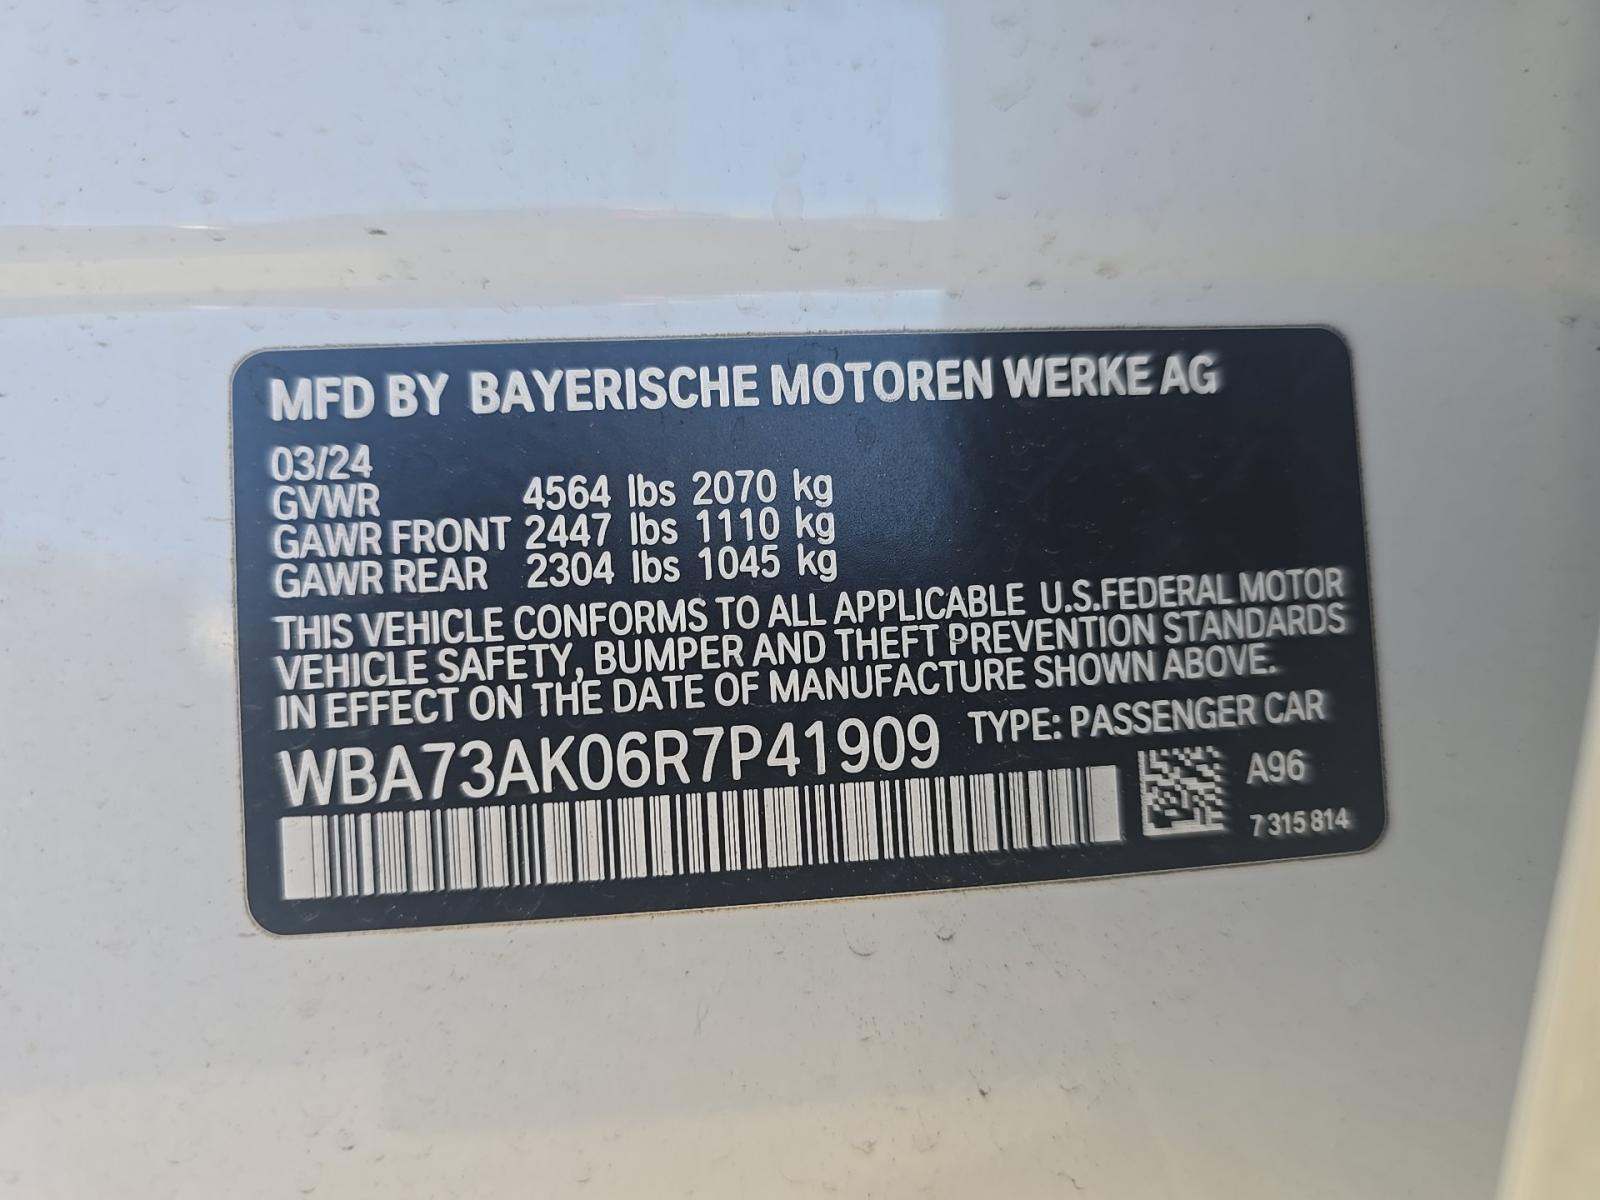 MFD BY BAYERISCHE MOTOREN WERKE AG
03/24
GVWR 4564 lbs 2070 kg
GAWR FRONT 2447 lbs 1110 kg
GAWR REAR 2304 lbs 1045 kg
THIS VEHICLE CONFORMS TO ALL APPLICABLE U.S.FEDERAL MOTOR
VEHICLE SAFETY, BUMPER AND THEFT PREVENTION STANDARDS
IN EFFECT ON THE DATE OF MANUFACTURE SHOWN ABOVE.
WBA73AK06R7P41909 TYPE: PASSENGER CAR
A96
7 315 814